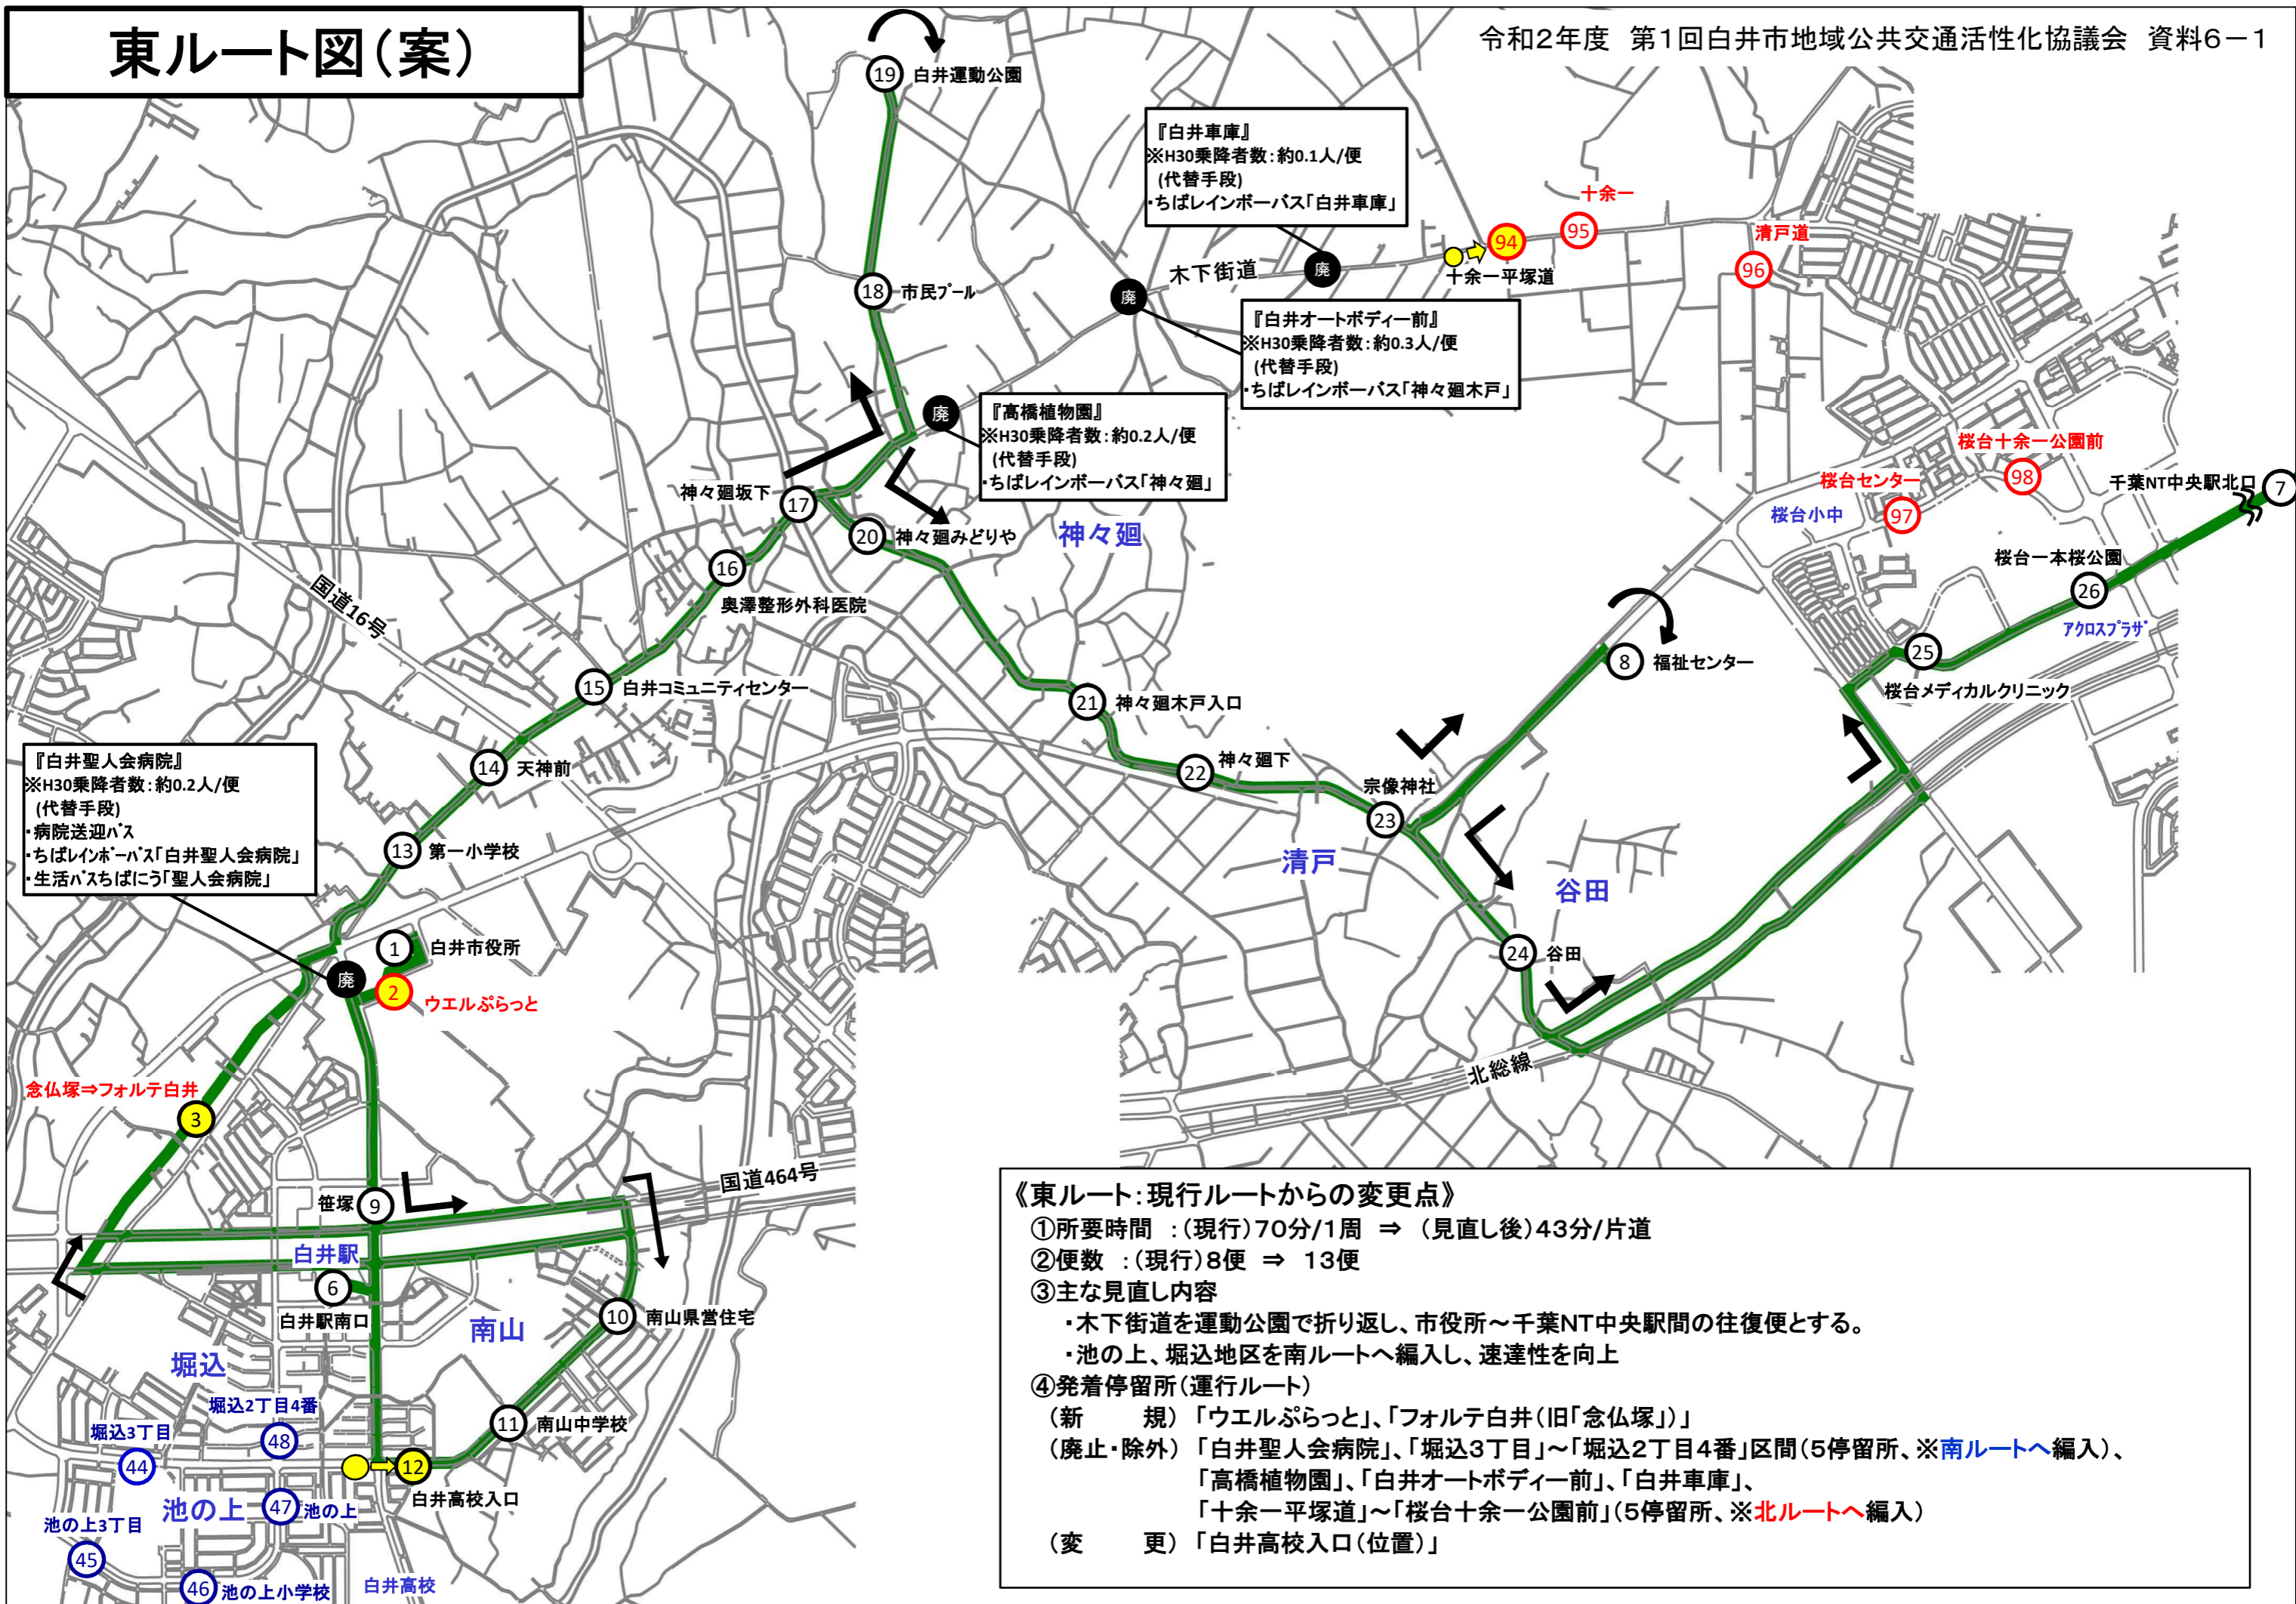 東ルート図(案)
令和2年度 第1回白井市地域公共交通活性化協議会 資料6-1
19 白井運動公園
『白井車庫』
※H30乗降者数:約0.1人/便
(代替手段)
・ちばレインボーバス「白井車庫」
十余一
95
94
清戸道
96
十余一平塚道
木下街道
廃
廃
18 市民プール
『白井オートボディー前』
※H30乗降者数:約0.3人/便
(代替手段)
・ちばレインボーバス「神々廻木戸」
廃
『高橋植物園』
※H30乗降者数:約0.2人/便
(代替手段)
・ちばレインボーバス「神々廻」
桜台十余一公園前
98
桜台センター
97
桜台小中
千葉NT中央駅北口 7
神々廻坂下
17
20 神々廻みどりや
神々廻
16
奥澤整形外科医院
国道16号
桜台一本桜公園
26
アクロスプラザ
25
桜台メディカルクリニック
8 福祉センター
15 白井コミュニティセンター
21 神々廻木戸入口
14 天神前
22 神々廻下
宗像神社
23
『白井聖人会病院』
※H30乗降者数:約0.2人/便
(代替手段)
・病院送迎バス
・ちばレインボーバス「白井聖人会病院」
・生活バスちばにう「聖人会病院」
13 第一小学校
清戸
谷田
1 白井市役所
廃
2 ウエルぷらっと
24 谷田
北総線
念仏塚⇒フォルテ白井
3
国道464号
笹塚 9
白井駅
6
白井駅南口
南山
10 南山県営住宅
堀込
堀込2丁目4番
48
堀込3丁目
44
11 南山中学校
12
白井高校入口
池の上
47 池の上
池の上3丁目
45
46 池の上小学校
白井高校
《東ルート:現行ルートからの変更点》
①所要時間 :(現行)70分/1周 ⇒ (見直し後)43分/片道
②便数 :(現行)8便 ⇒ 13便
③主な見直し内容
・木下街道を運動公園で折り返し、市役所~千葉NT中央駅間の往復便とする。
・池の上、堀込地区を南ルートへ編入し、速達性を向上
④発着停留所(運行ルート)
(新 規)「ウエルぷらっと」、「フォルテ白井(旧「念仏塚」)」
(廃止・除外)「白井聖人会病院」、「堀込3丁目」~「堀込2丁目4番」区間(5停留所、※南ルートへ編入)、
「高橋植物園」、「白井オートボディー前」、「白井車庫」、
「十余一平塚道」~「桜台十余一公園前」(5停留所、※北ルートへ編入)
(変 更)「白井高校入口(位置)」